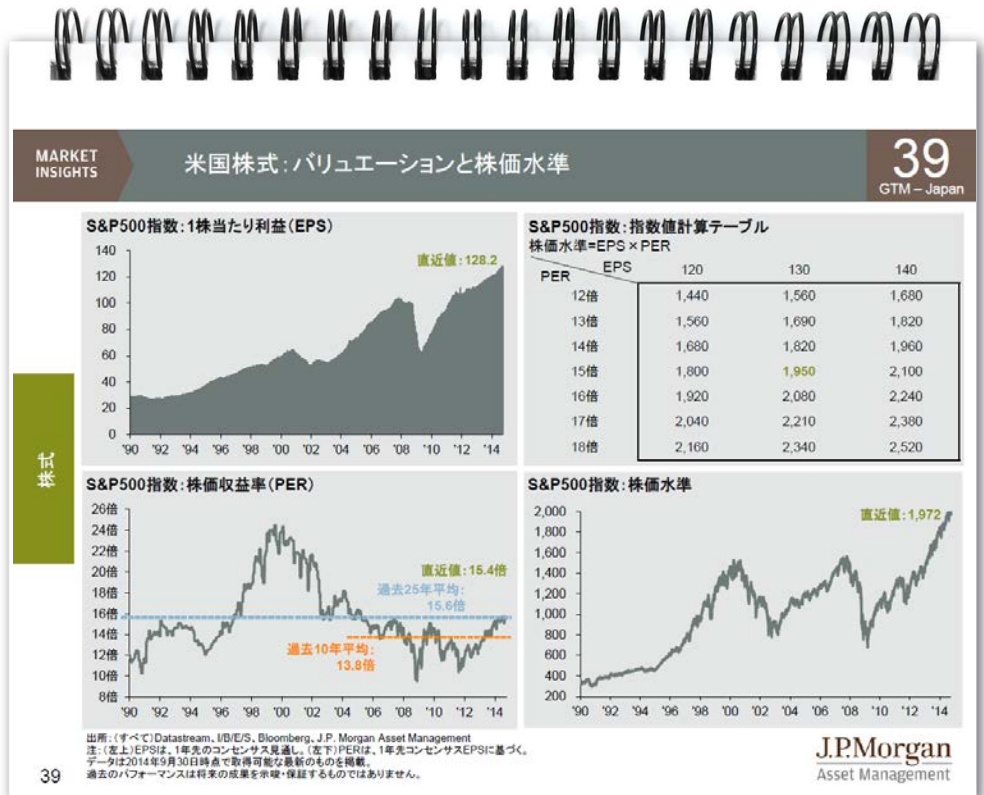 MARKET
INSIGHTS
米国株式：バリュエーションと株価水準
39
GTM – Japan
株式
S&P500指数：1株当たり利益（EPS）
140
120
100
80
60
40
20
0
直近値：128.2
'90 '92 '94 '96 '98 '00 '02 '04 '06 '08 '10 '12 '14
S&P500指数：指数値計算テーブル
株価水準=EPS×PER
PER EPS 120 130 140
12倍 1,440 1,560 1,680
13倍 1,560 1,690 1,820
14倍 1,680 1,820 1,960
15倍 1,800 1,950 2,100
16倍 1,920 2,080 2,240
17倍 2,040 2,210 2,380
18倍 2,160 2,340 2,520
S&P500指数：株価収益率（PER）
26倍
24倍
22倍
20倍
18倍
16倍
14倍
12倍
10倍
8倍
直近値：15.4倍
過去25年平均：
15.6倍
過去10年平均：
13.8倍
'90 '92 '94 '96 '98 '00 '02 '04 '06 '08 '10 '12 '14
S&P500指数：株価水準
2,000
1,800
1,600
1,400
1,200
1,000
800
600
400
200
直近値：1,972
'90 '92 '94 '96 '98 '00 '02 '04 '06 '08 '10 '12 '14
出所：（すべて）Datastream、I/B/E/S、Bloomberg、J.P. Morgan Asset Management
注：（左上）EPSは、1年先のコンセンサス見通し。（左下）PERは、1年先コンセンサスEPSに基づく。
データは2014年9月30日時点で取得可能な最新のものを掲載。
過去のパフォーマンスは将来の成果を示唆・保証するものではありません。
39
J.P.Morgan
Asset Management